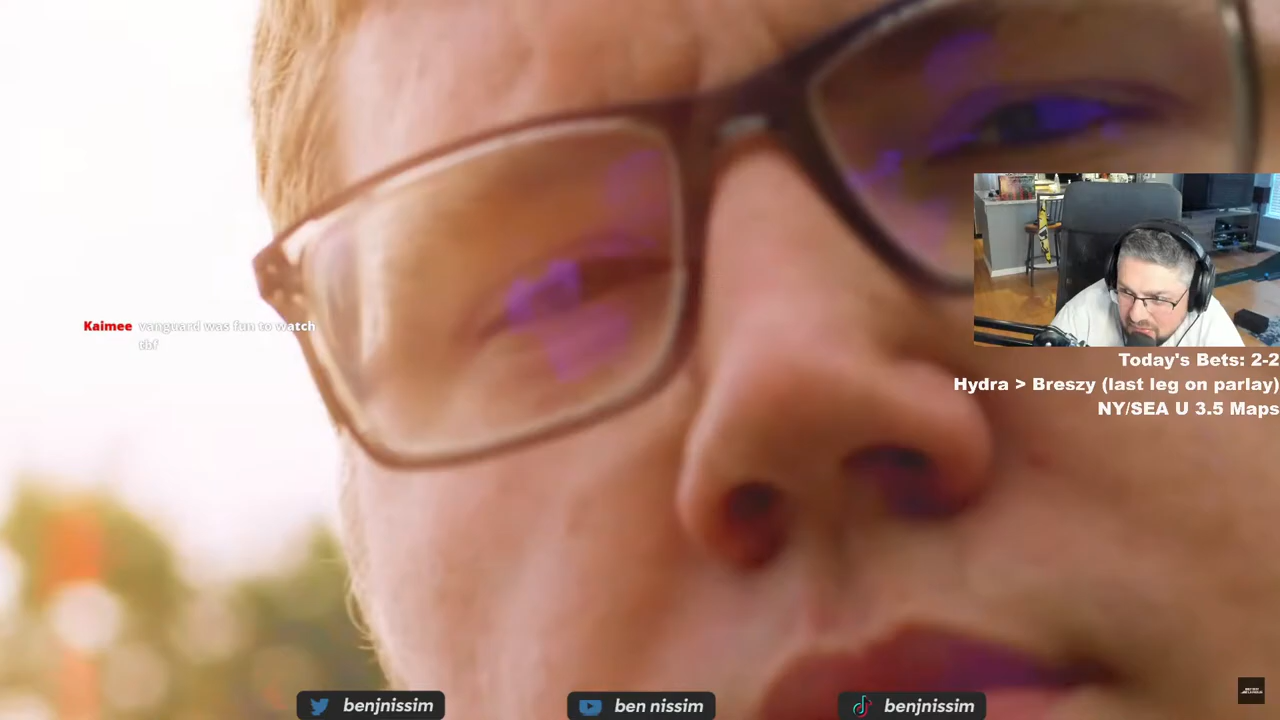 Kaimee vanguard was fun to watch
tbf
Today's Bets: 2-2
Hydra > Breszy (last leg on parlay)
NY/SEA U 3.5 Maps
benjnissim
ben nissim
benjnissim